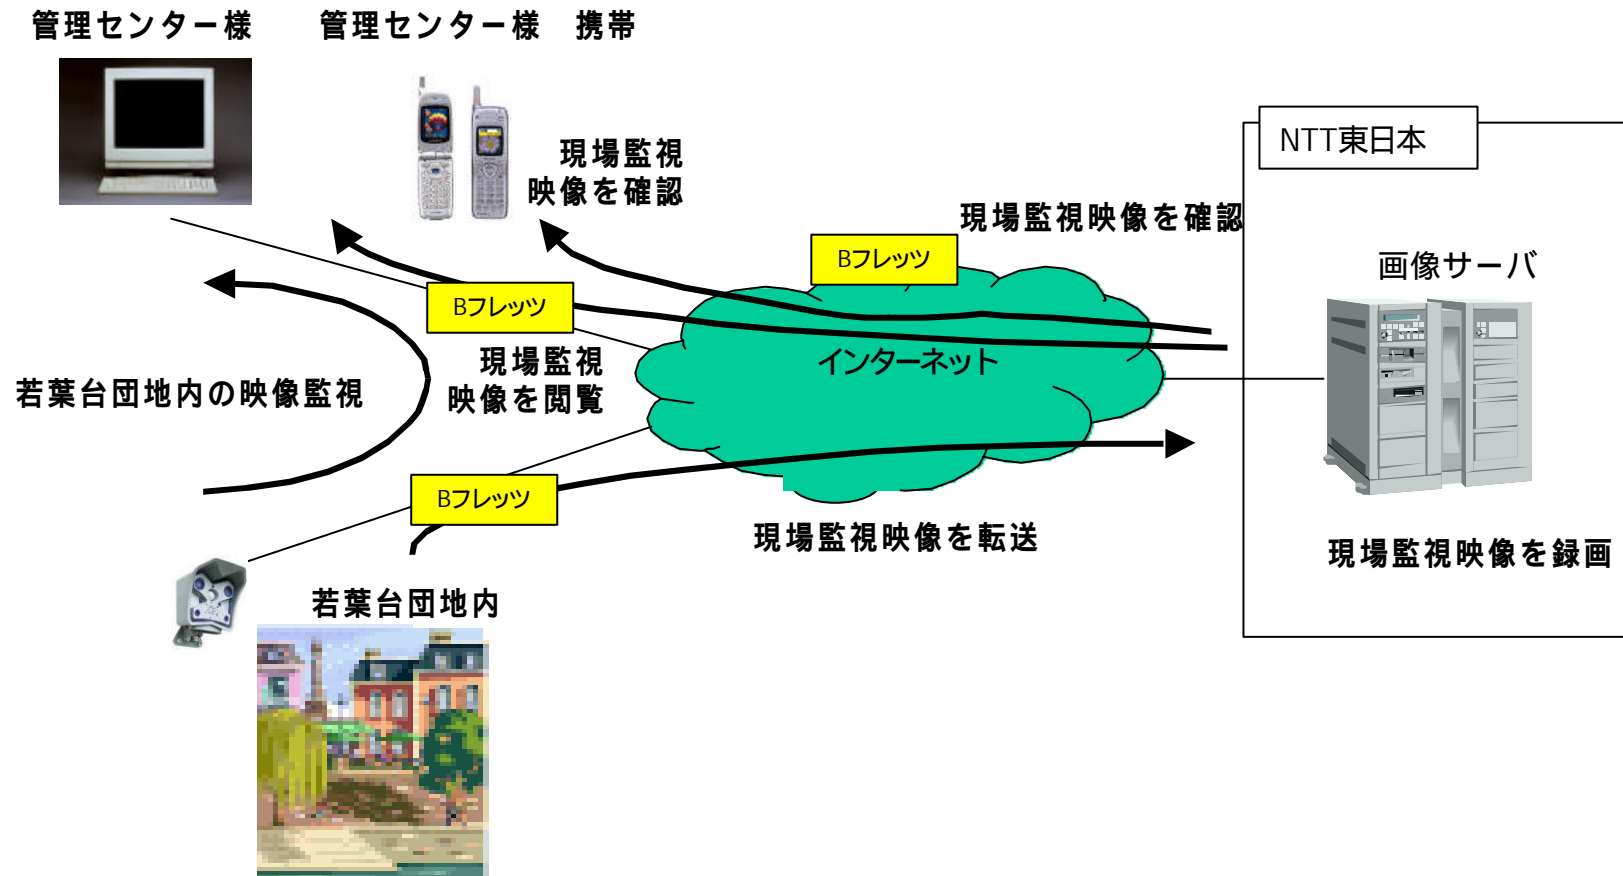 管理センター様
管理センター様　携帯
現場監視
映像を確認
NTT東日本
現場監視映像を確認
Bフレッツ
画像サーバ
Bフレッツ
インターネット
現場監視
映像を閲覧
若葉台団地内の映像監視
Bフレッツ
現場監視映像を転送
現場監視映像を録画
若葉台団地内